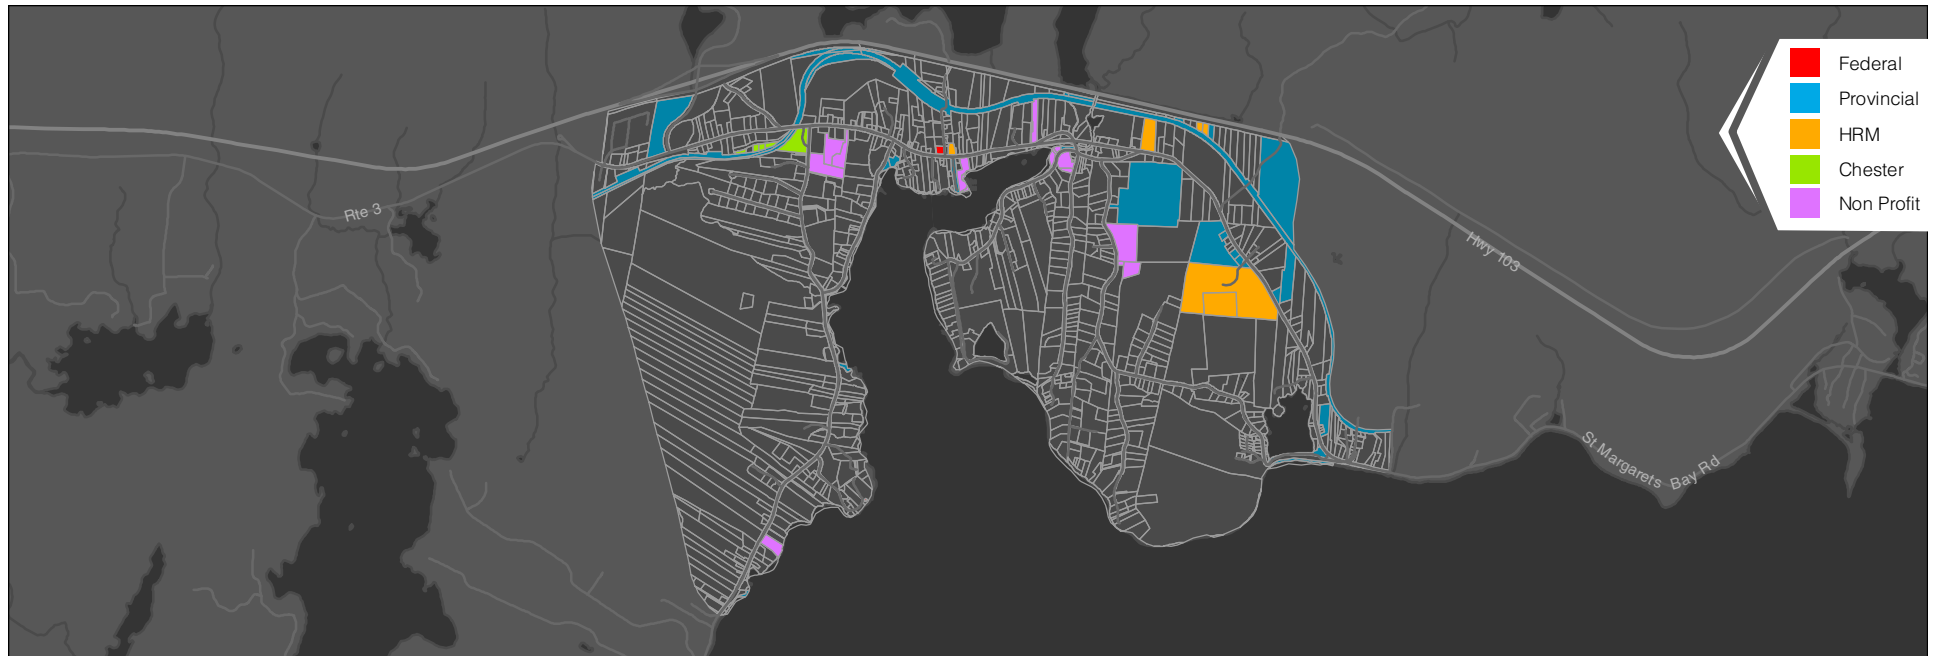 Federal
Provincial
HRM
Chester
Non Profit
Rte 3
Hwy 103
St Margarets Bay Rd